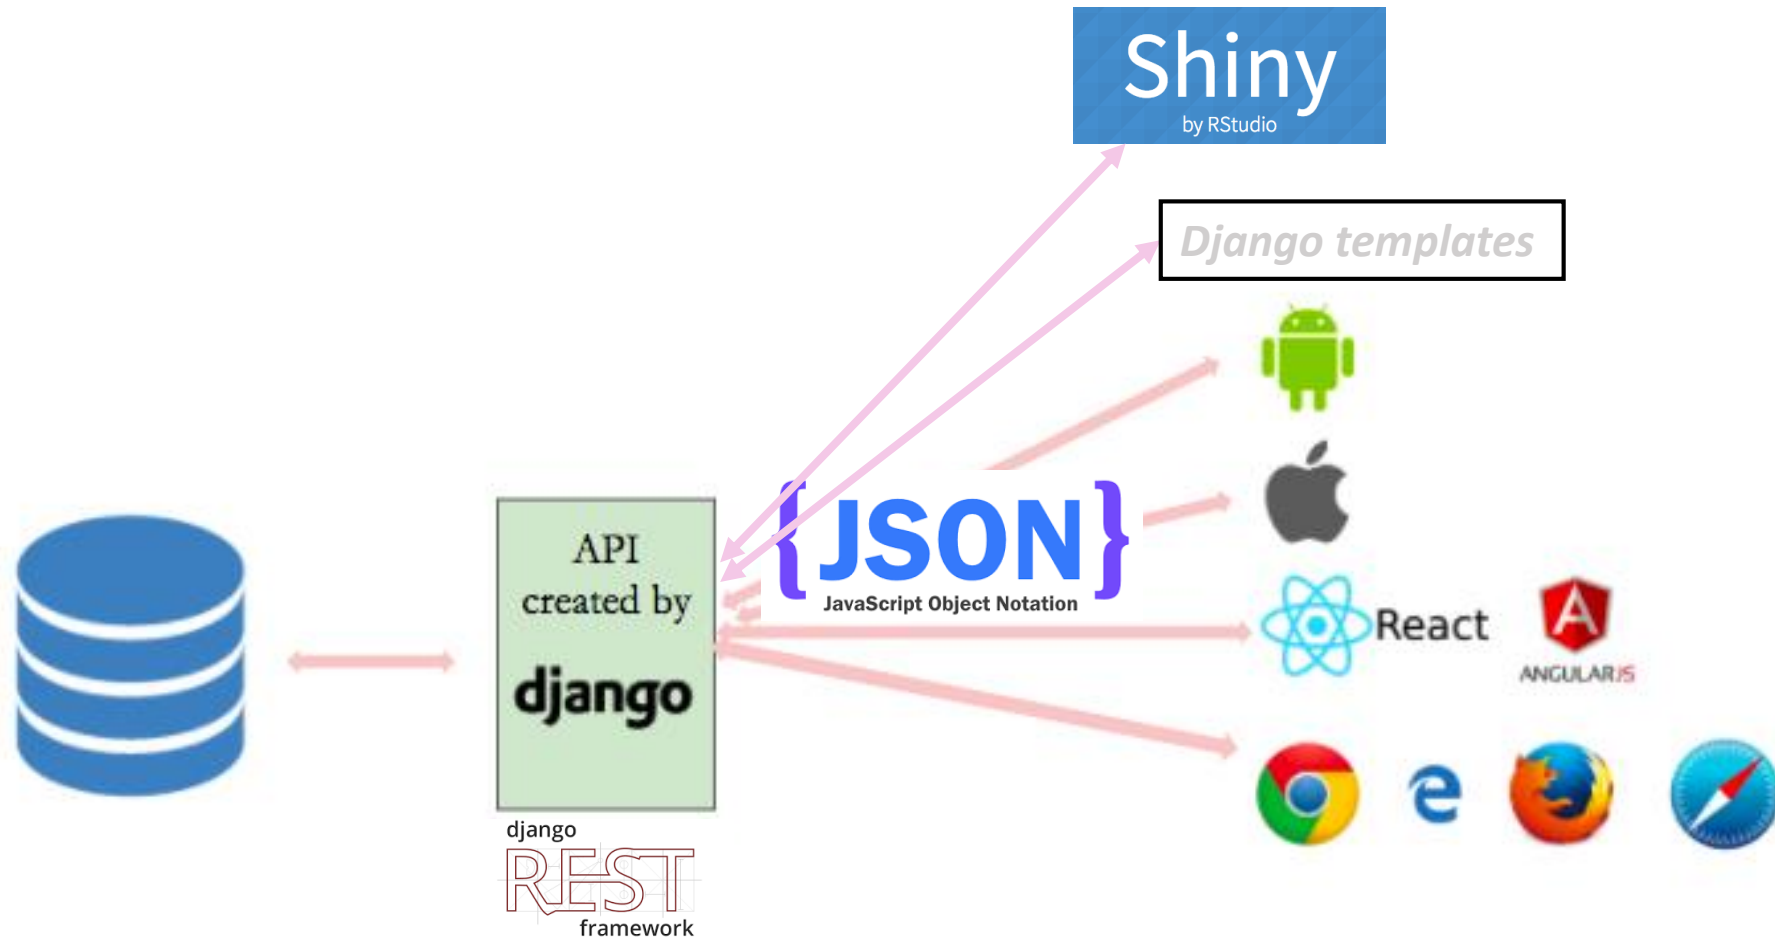 Shiny
by RStudio
Django templates
{JSON}
JavaScript Object Notation
API
created by
django
React
ANGULARJS
django
REST
framework